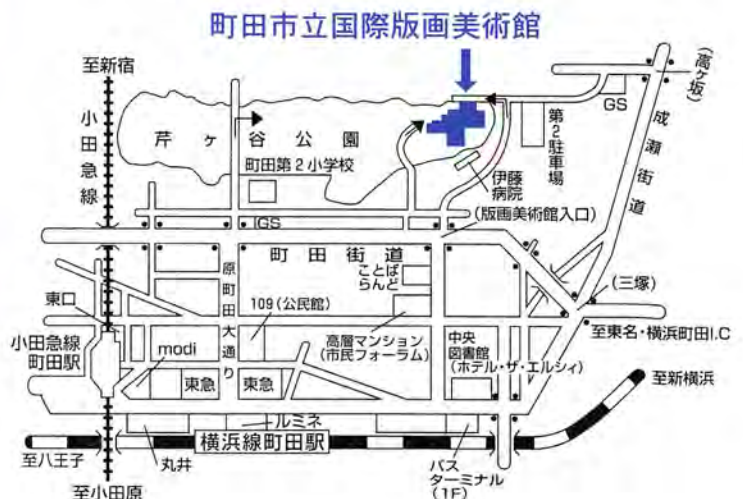 町田市立国際版画美術館
至新宿
小田急線
芹ヶ谷公園
町田第2小学校
GS
第2駐車場
(高ヶ坂)
成瀬街道
伊藤
病院
(版画美術館入口)
GS
町田街道
ことば
らんど
原町田大通り
109(公民館)
東口
小田急線
町田駅
modi
東急
東急
高層マンション
(市民フォーラム)
中央
図書館
(ホテル・ザ・エルシィ)
(三塚)
至東名・横浜町田I.C
至新横浜
ルミネ
横浜線町田駅
丸井
至八王子
至小田原
バス
ターミナル
(1F)